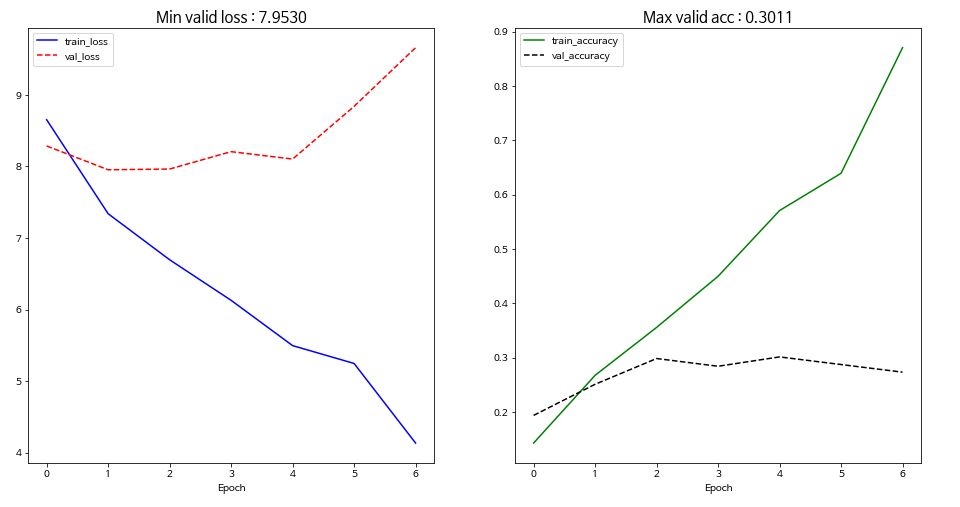 Min valid loss : 7.9530
train_loss
val_loss
9
8
7
6
5
4
0 1 2 3 4 5 6
Epoch
Max valid acc : 0.3011
train_accuracy
val_accuracy
0.9
0.8
0.7
0.6
0.5
0.4
0.3
0.2
0 1 2 3 4 5 6
Epoch